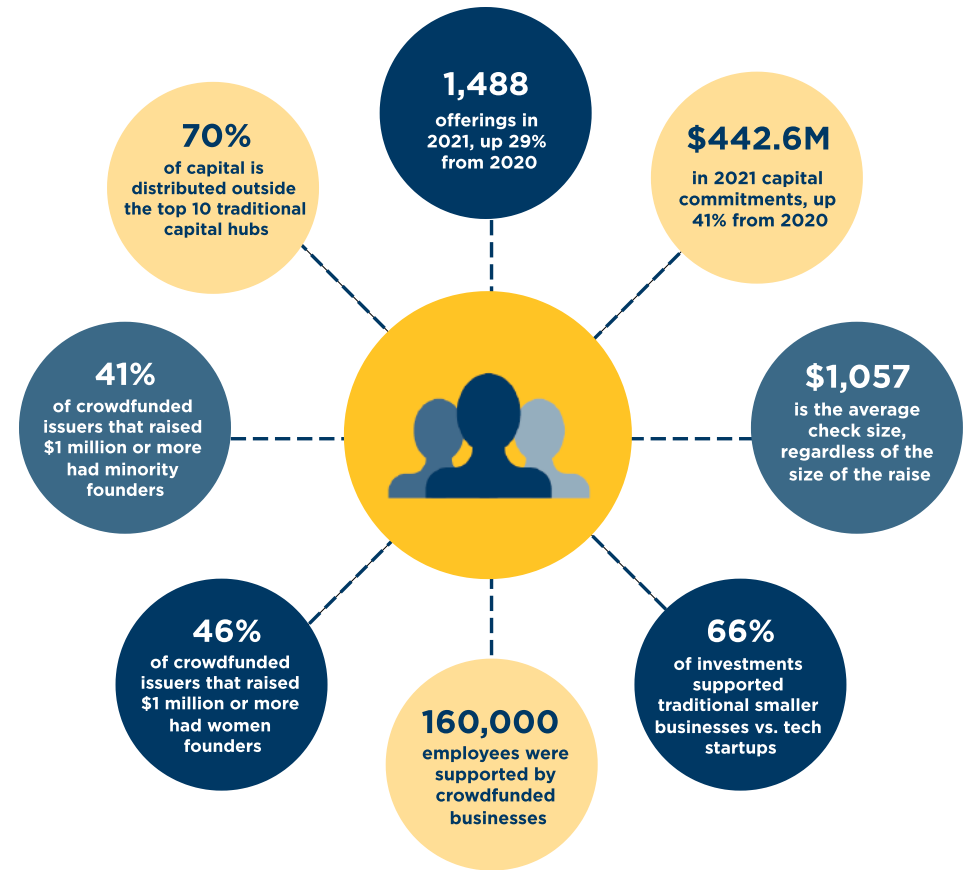 1,488
offerings in
2021, up 29%
from 2020
$442.6M
in 2021 capital
commitments, up
41% from 2020
$1,057
is the average
check size,
regardless of the
size of the raise
66%
of investments
supported
traditional smaller
businesses vs. tech
startups
160,000
employees were
supported by
crowdfunded
businesses
46%
of crowdfunded
issuers that raised
$1 million or more
had women
founders
41%
of crowdfunded
issuers that raised
$1 million or more
had minority
founders
70%
of capital is
distributed outside
the top 10 traditional
capital hubs